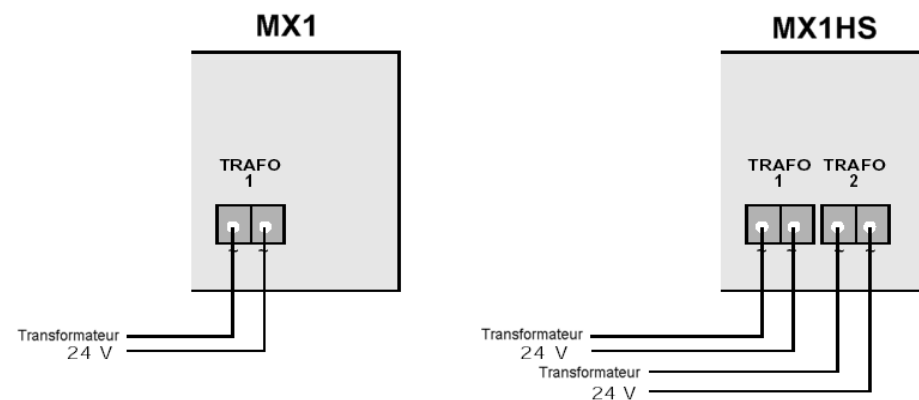 MX1
TRAFO
1
~ ~
Transformateur
24 V
MX1HS
TRAFO TRAFO
1 2
~ ~ ~ ~
Transformateur
24 V
Transformateur
24 V